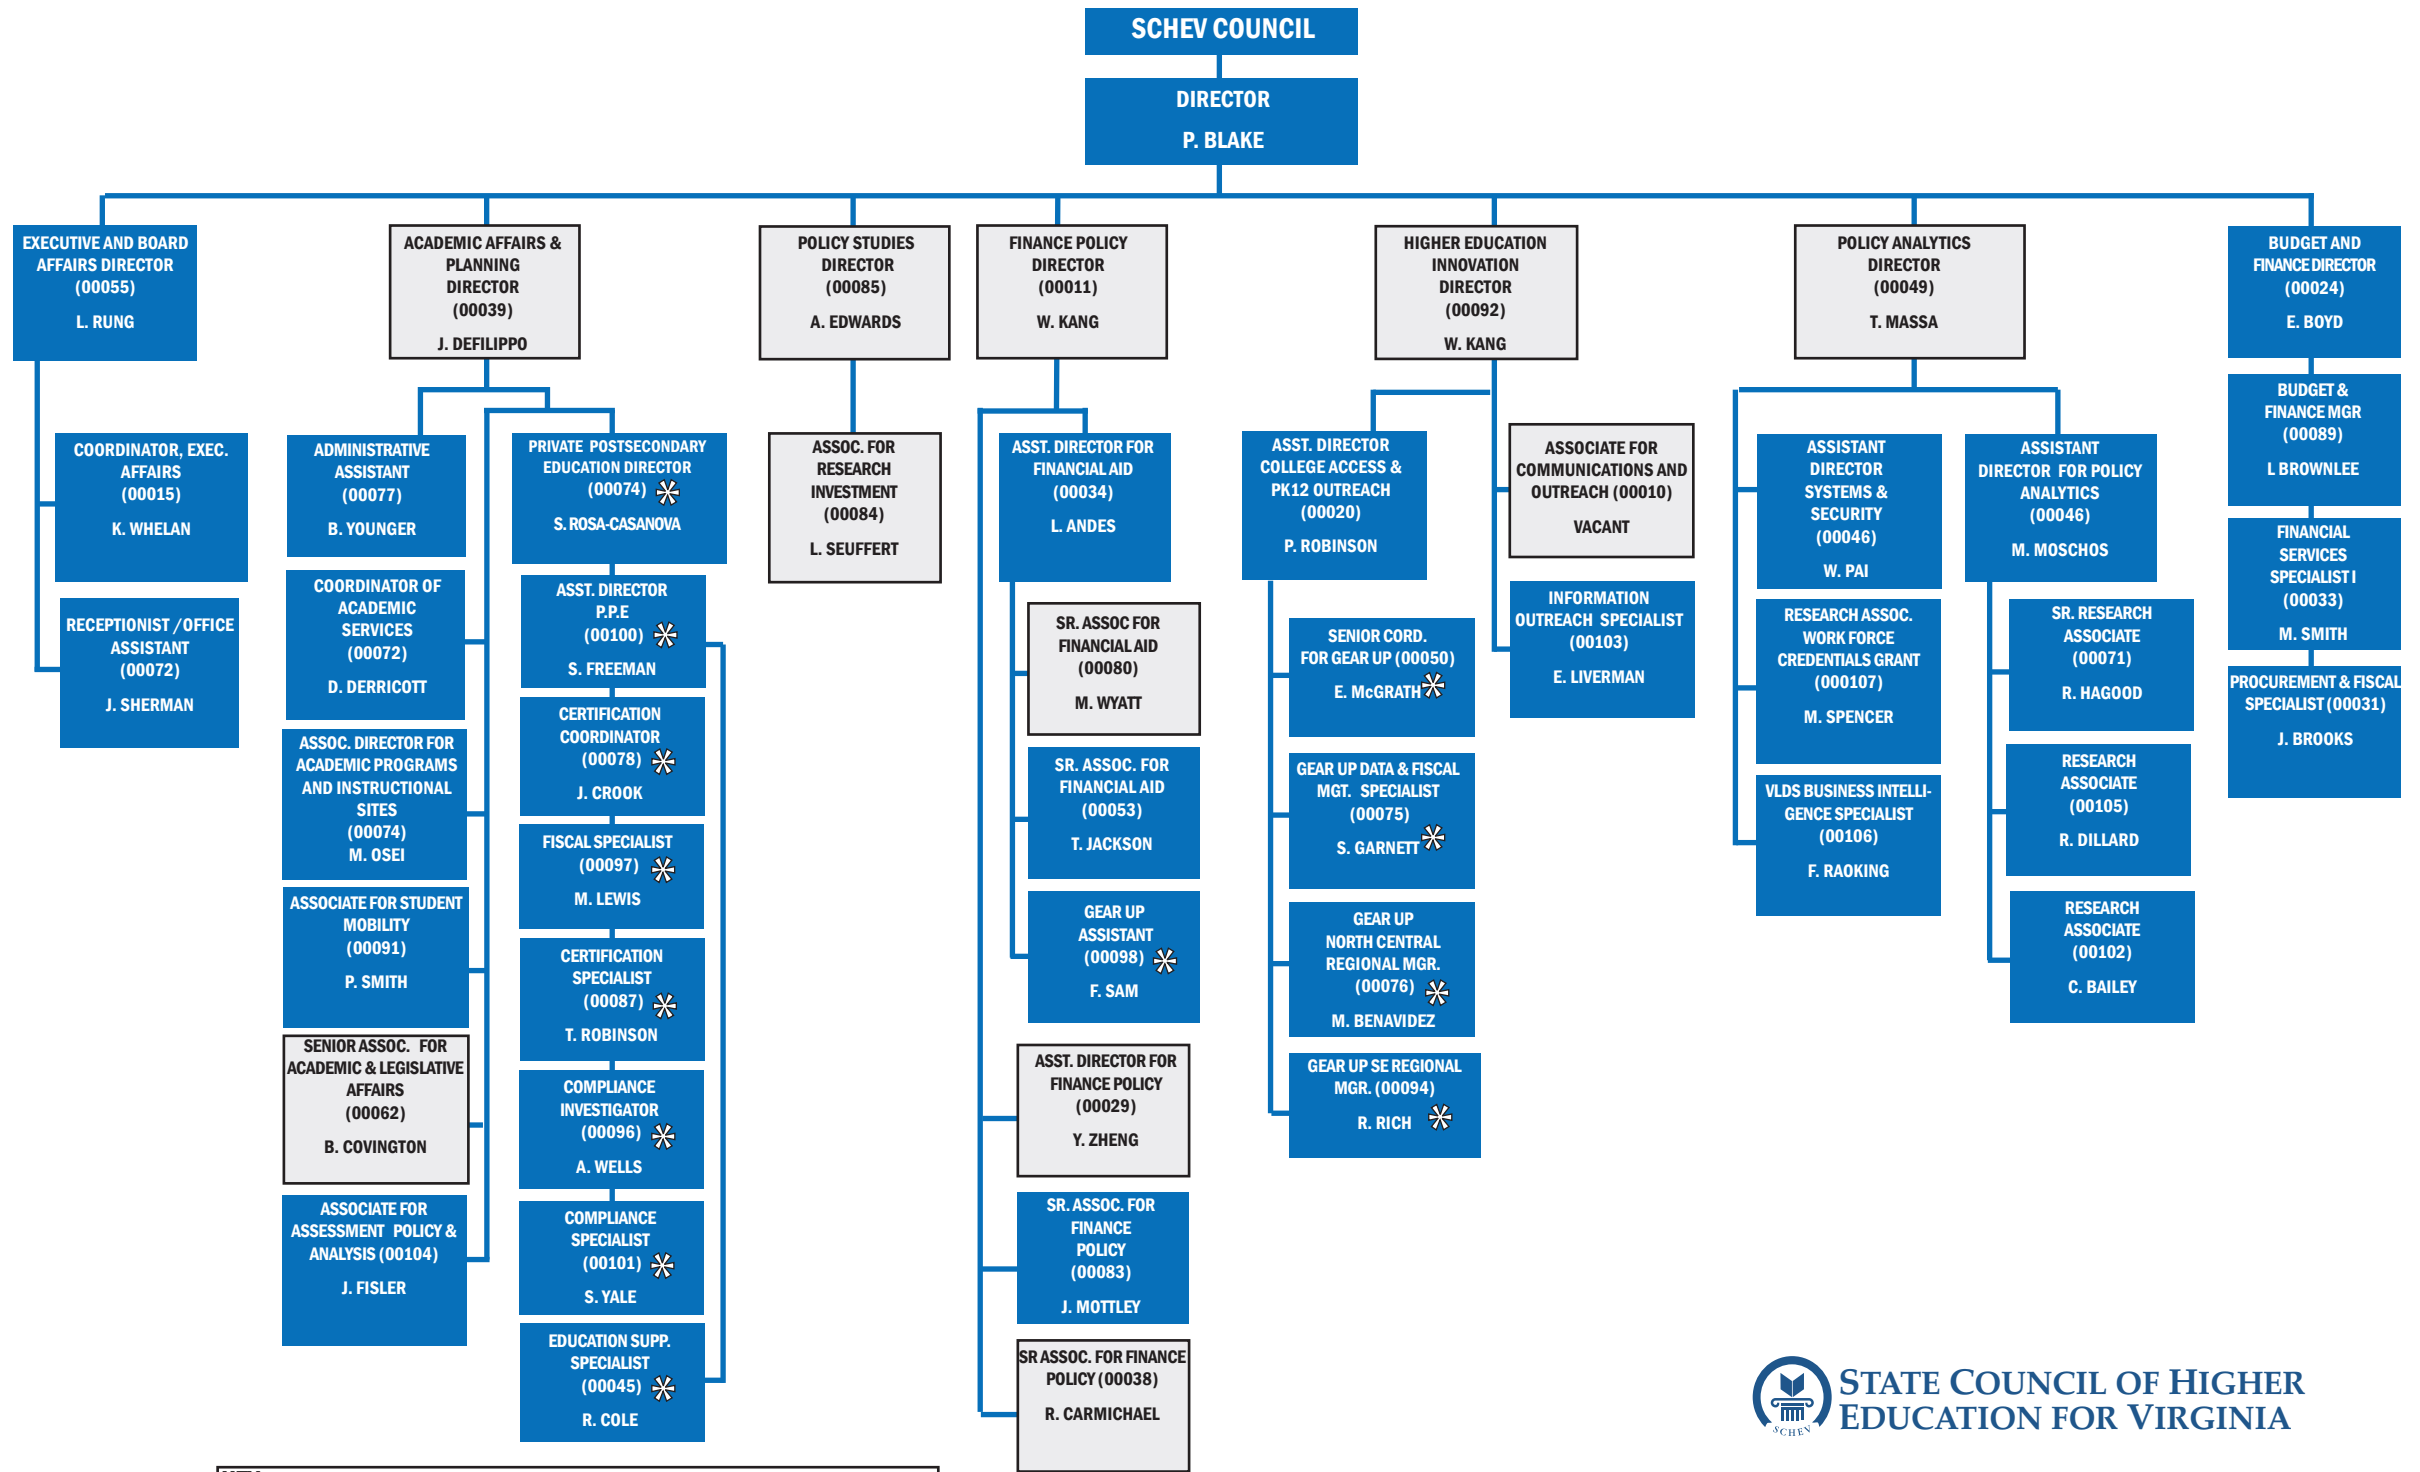 SCHEV COUNCIL
DIRECTOR
P. BLAKE
EXECUTIVE AND BOARD
AFFAIRS DIRECTOR
(00055)
L. RUNG
COORDINATOR, EXEC.
AFFAIRS
(00015)
K. WHELAN
RECEPTIONIST / OFFICE
ASSISTANT
(00072)
J. SHERMAN
ACADEMIC AFFAIRS &
PLANNING
DIRECTOR
(00039)
J. DEFILIPPO
ADMINISTRATIVE
ASSISTANT
(00077)
B. YOUNGER
COORDINATOR OF
ACADEMIC
SERVICES
(00072)
D. DERRICOTT
ASSOC. DIRECTOR FOR
ACADEMIC PROGRAMS
AND INSTRUCTIONAL
SITES
(00074)
M. OSEI
ASSOCIATE FOR STUDENT
MOBILITY
(00091)
P. SMITH
SENIOR ASSOC. FOR
ACADEMIC & LEGISLATIVE
AFFAIRS
(00062)
B. COVINGTON
ASSOCIATE FOR
ASSESSMENT POLICY &
ANALYSIS (00104)
J. FISLER
PRIVATE POSTSECONDARY
EDUCATION DIRECTOR
(00074) *
S. ROSA-CASANOVA
ASST. DIRECTOR
P.P.E
(00100) *
S. FREEMAN
CERTIFICATION
COORDINATOR
(00078) *
J. CROOK
FISCAL SPECIALIST
(00097) *
M. LEWIS
CERTIFICATION
SPECIALIST
(00087) *
T. ROBINSON
COMPLIANCE
INVESTIGATOR
(00096) *
A. WELLS
COMPLIANCE
SPECIALIST
(00101) *
S. YALE
EDUCATION SUPP.
SPECIALIST
(00045) *
R. COLE
POLICY STUDIES
DIRECTOR
(00085)
A. EDWARDS
ASSOC. FOR
RESEARCH
INVESTMENT
(00084)
L. SEUFFERT
FINANCE POLICY
DIRECTOR
(00011)
W. KANG
ASST. DIRECTOR FOR
FINANCIAL AID
(00034)
L. ANDES
SR. ASSOC FOR
FINANCIAL AID
(00080)
M. WYATT
SR. ASSOC. FOR
FINANCIAL AID
(00053)
T. JACKSON
GEAR UP
ASSISTANT
(00098) *
F. SAM
ASST. DIRECTOR FOR
FINANCE POLICY
(00029)
Y. ZHENG
SR. ASSOC. FOR
FINANCE
POLICY
(00083)
J. MOTTLEY
SR ASSOC. FOR FINANCE
POLICY (00038)
R. CARMICHAEL
HIGHER EDUCATION
INNOVATION
DIRECTOR
(00092)
W. KANG
ASST. DIRECTOR
COLLEGE ACCESS &
PK12 OUTREACH
(00020)
P. ROBINSON
SENIOR CORD.
FOR GEAR UP (00050)
E. McGRATH *
GEAR UP DATA & FISCAL
MGT. SPECIALIST
(00075)
S. GARNETT *
GEAR UP
NORTH CENTRAL
REGIONAL MGR.
(00076) *
M. BENAVIDEZ
GEAR UP SE REGIONAL
MGR. (00094)
R. RICH *
ASSOCIATE FOR
COMMUNICATIONS AND
OUTREACH (00010)
VACANT
INFORMATION
OUTREACH SPECIALIST
(00103)
E. LIVERMAN
POLICY ANALYTICS
DIRECTOR
(00049)
T. MASSA
ASSISTANT
DIRECTOR
SYSTEMS &
SECURITY
(00046)
W. PAI
RESEARCH ASSOC.
WORK FORCE
CREDENTIALS GRANT
(000107)
M. SPENCER
VLDS BUSINESS INTELLI-
GENCE SPECIALIST
(00106)
F. RAOKING
ASSISTANT
DIRECTOR FOR POLICY
ANALYTICS
(00046)
M. MOSCHOS
SR. RESEARCH
ASSOCIATE
(00071)
R. HAGOOD
RESEARCH
ASSOCIATE
(00105)
R. DILLARD
RESEARCH
ASSOCIATE
(00102)
C. BAILEY
BUDGET AND
FINANCE DIRECTOR
(00024)
E. BOYD
BUDGET &
FINANCE MGR
(00089)
L BROWNLEE
FINANCIAL
SERVICES
SPECIALIST I
(00033)
M. SMITH
PROCUREMENT & FISCAL
SPECIALIST (00031)
J. BROOKS
SCHEV
STATE COUNCIL OF HIGHER
EDUCATION FOR VIRGINIA